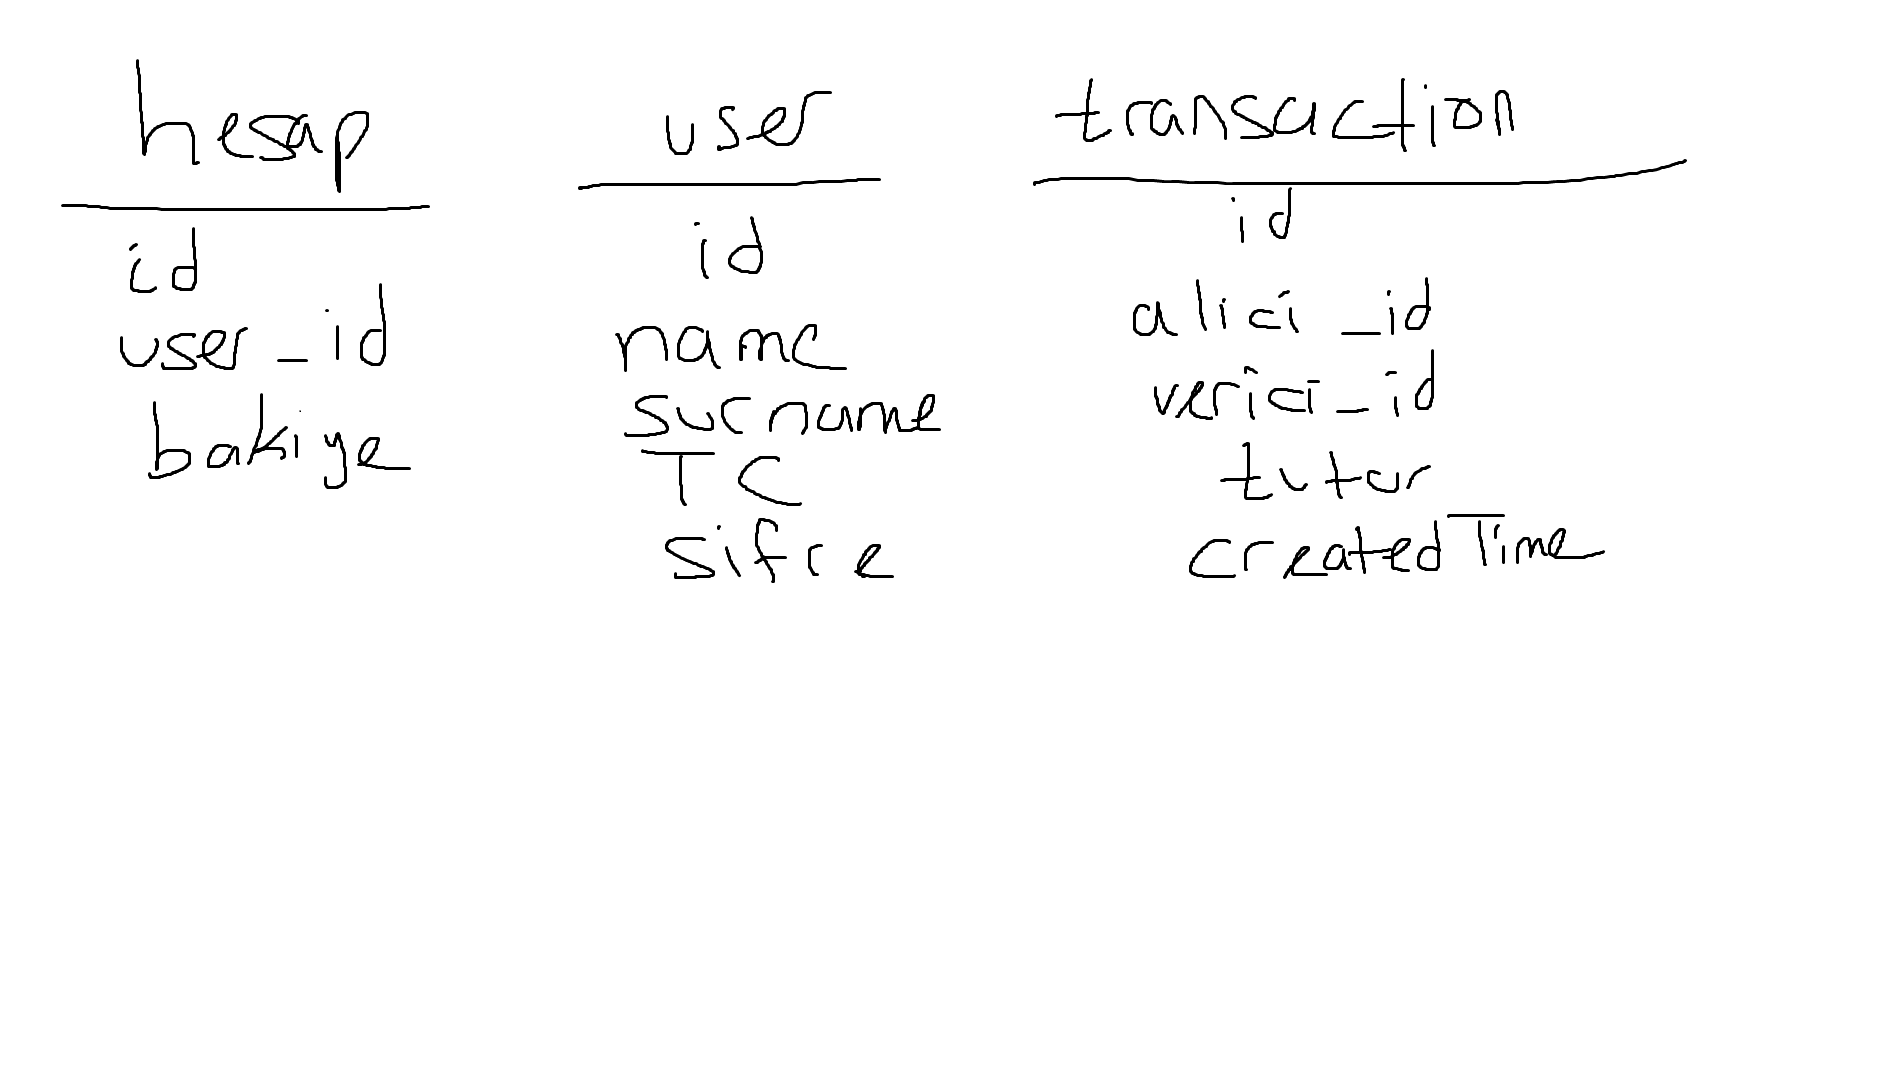 hesap
id
user_id
bakiye
user
id
name
surname
TC
sifre
transaction
id
alici_id
verici_id
tutar
createdTime